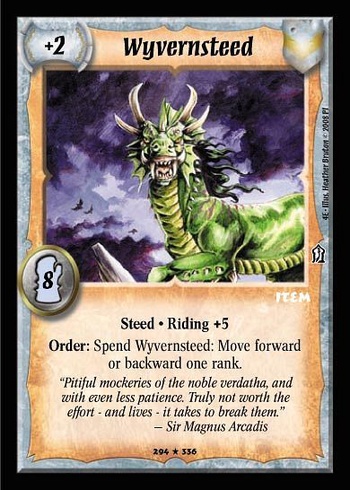 +2
Wyvernsteed
4E • Illus. Heather Bruton © 2008 PI
ITEM
8
Steed • Riding +5
Order: Spend Wyvernsteed: Move forward
or backward one rank.
“Pitiful mockeries of the noble verdatha, and
with even less patience. Truly not worth the
effort - and lives - it takes to break them.”
– Sir Magnus Arcadis
294 ★ 336